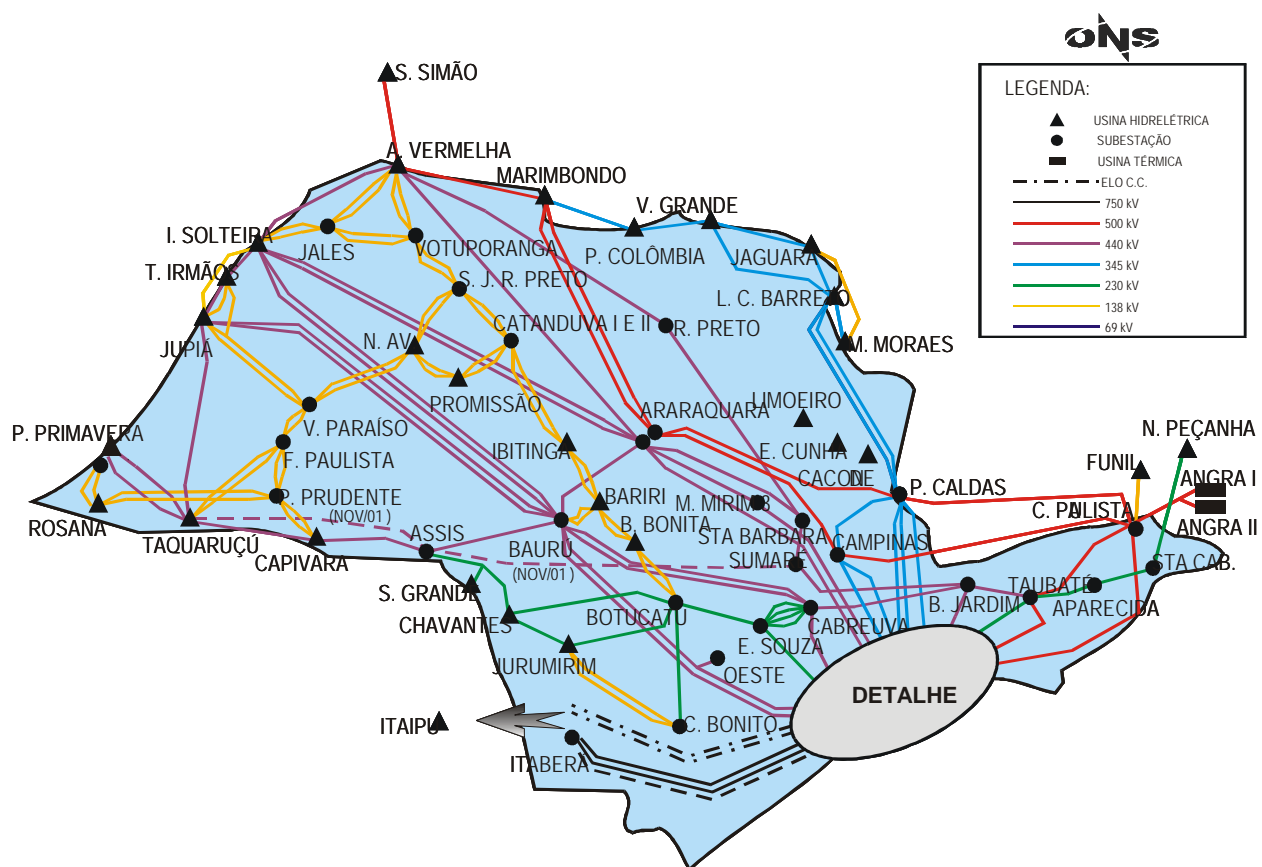 ONS
LEGENDA:
USINA HIDRELÉTRICA
SUBESTAÇÃO
USINA TÉRMICA
ELO C.C.
750 kV
500 kV
440 kV
345 kV
230 kV
138 kV
69 kV
S. SIMÃO
A. VERMELHA
MARIMBONDO
V. GRANDE
I. SOLTEIRA
JALES
VOTUPORANGA
P. COLÔMBIA
JAGUARA
T. IRMÃOS
S. J. R. PRETO
L. C. BARRETO
CATANDUVA I E II
R. PRETO
JUPIÁ
N. AV
M. MORAES
PROMISSÃO
LIMOEIRO
ARARAQUARA
V. PARAÍSO
P. PRIMAVERA
IBITINGA
E. CUNHA
N. PEÇANHA
F. PAULISTA
CACONDE
FUNIL
ANGRA I
P. CALDAS
P. PRUDENTE
(NOV/01)
BARIRI
M. MIRIM 3
C. PAULISTA
ROSANA
B. BONITA
STA BARBARA
ANGRA II
TAQUARUÇÚ
ASSIS
CAMPINAS
CAPIVARA
BAURÚ
(NOV/01 )
SUMARÉ
STA CAB.
TAUBATÉ
S. GRANDE
B. JARDIM
APARECIDA
CHAVANTES
BOTUCATU
CABREUVA
E. SOUZA
JURUMIRIM
OESTE
DETALHE
ITAIPU
C. BONITO
ITABERÁ